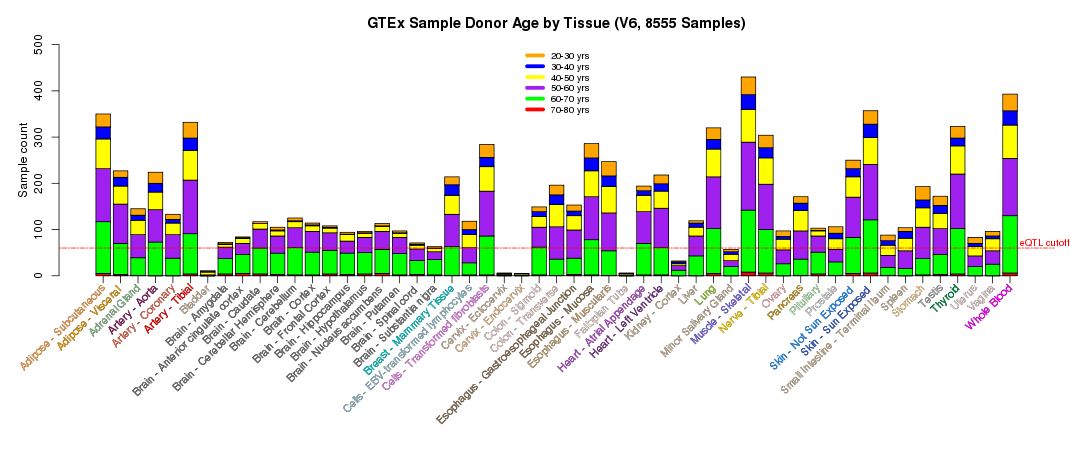 GTEx Sample Donor Age by Tissue (V6, 8555 Samples)
500
400
300
200
100
0
Sample count
20-30 yrs
30-40 yrs
40-50 yrs
50-60 yrs
60-70 yrs
70-80 yrs
eQTL cutoff
Adipose - Subcutaneous
Adipose - Visceral
Adrenal Gland
Artery - Aorta
Artery - Coronary
Artery - Tibial
Bladder
Brain - Amygdala
Brain - Anterior cingulate cortex
Brain - Caudate
Brain - Cerebellar Hemisphere
Brain - Cerebellum
Brain - Cortex
Brain - Frontal Cortex
Brain - Hippocampus
Brain - Hypothalamus
Brain - Nucleus accumbens
Brain - Putamen
Brain - Spinal cord
Brain - Substantia nigra
Breast - Mammary Tissue
Cells - EBV-transformed lymphocytes
Cells - Transformed fibroblasts
Cervix - Ectocervix
Cervix - Endocervix
Colon - Sigmoid
Colon - Transverse
Esophagus - Gastroesophageal Junction
Esophagus - Mucosa
Esophagus - Muscularis
Fallopian Tube
Heart - Atrial Appendage
Heart - Left Ventricle
Kidney - Cortex
Liver
Lung
Minor Salivary Gland
Muscle - Skeletal
Nerve - Tibial
Ovary
Pancreas
Pituitary
Prostate
Skin - Not Sun Exposed
Skin - Sun Exposed
Small Intestine - Terminal Ileum
Spleen
Stomach
Testis
Thyroid
Uterus
Vagina
Whole Blood